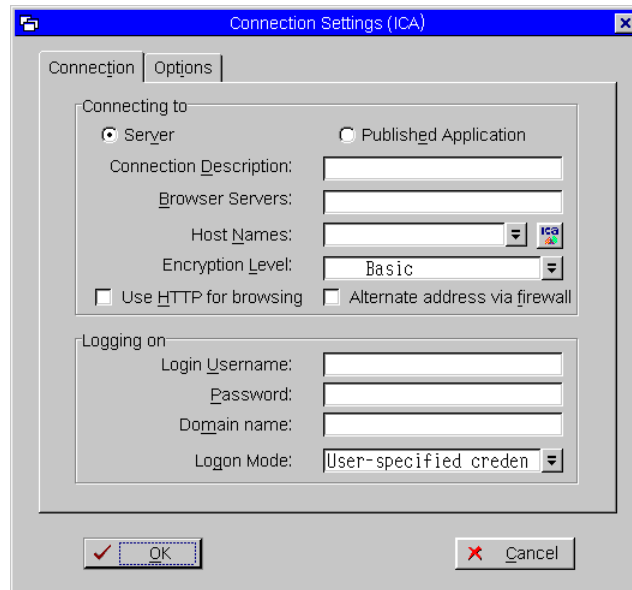 Connection Settings (ICA)
Connection Options
Connecting to
Server Published Application
Connection Description:
Browser Servers:
Host Names: ica
Encryption Level: Basic
Use HTTP for browsing Alternate address via firewall
Logging on
Login Username:
Password:
Domain name:
Logon Mode: User-specified creden
OK Cancel